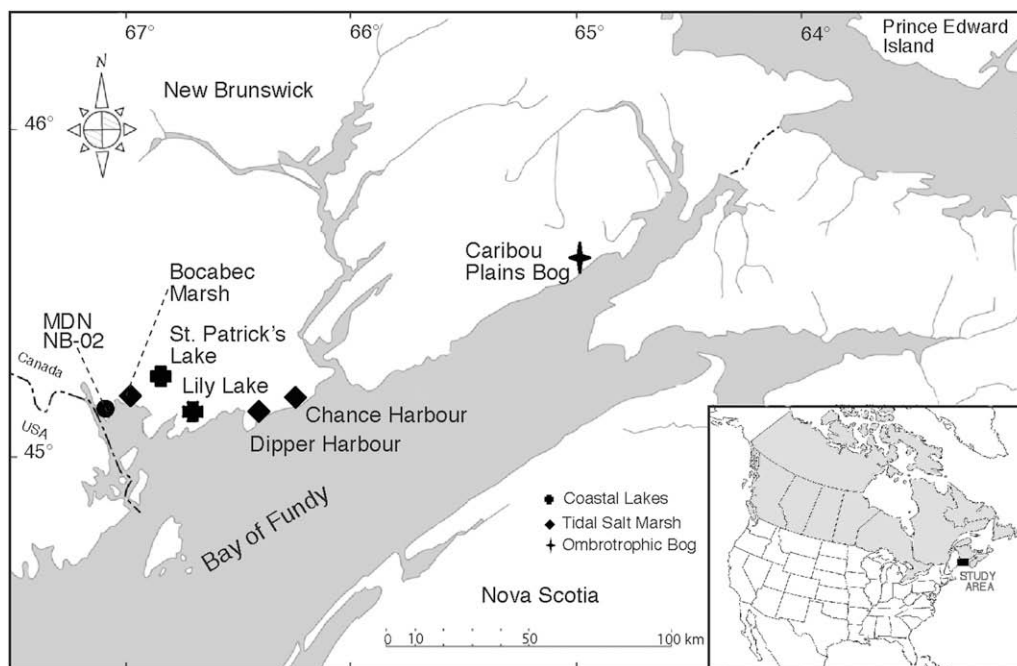 67°
66°
65°
64°
Prince Edward
Island
N
New Brunswick
46°
Caribou
Plains Bog
Bocabec
Marsh
MDN
NB-02
St. Patrick's
Lake
Canada
Lily Lake
USA
Chance Harbour
Dipper Harbour
45°
Bay of Fundy
Coastal Lakes
Tidal Salt Marsh
Ombrotrophic Bog
STUDY
AREA
Nova Scotia
0 10 50 100 km